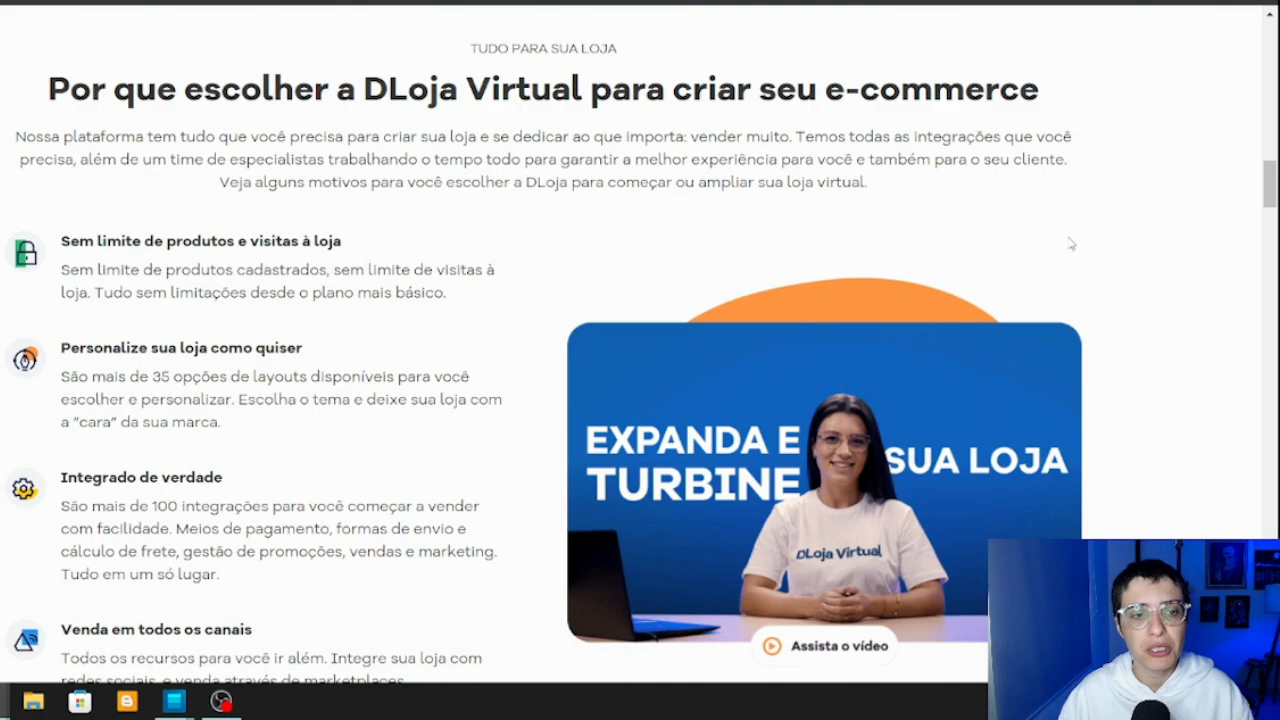 TUDO PARA SUA LOJA
Por que escolher a DLoja Virtual para criar seu e-commerce
Nossa plataforma tem tudo que você precisa para criar sua loja e se dedicar ao que importa: vender muito. Temos todas as integrações que você
precisa, além de um time de especialistas trabalhando o tempo todo para garantir a melhor experiência para você e também para o seu cliente.
Veja alguns motivos para você escolher a DLoja para começar ou ampliar sua loja virtual.
Sem limite de produtos e visitas à loja
Sem limite de produtos cadastrados, sem limite de visitas à
loja. Tudo sem limitações desde o plano mais básico.
Personalize sua loja como quiser
São mais de 35 opções de layouts disponíveis para você
escolher e personalizar. Escolha o tema e deixe sua loja com
a "cara" da sua marca.
Integrado de verdade
São mais de 100 integrações para você começar a vender
com facilidade. Meios de pagamento, formas de envio e
cálculo de frete, gestão de promoções, vendas e marketing.
Tudo em um só lugar.
Venda em todos os canais
Todos os recursos para você ir além. Integre sua loja com
redes sociais, e venda através de marketplaces
EXPANDA E
TURBINE
SUA LOJA
DLoja Virtual
Assista o vídeo